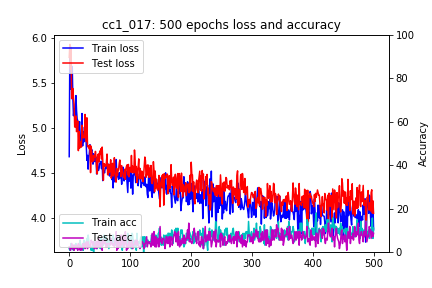 cc1_017: 500 epochs loss and accuracy
6.0
5.5
5.0
4.5
4.0
Loss
Train loss
Test loss
Train acc
Test acc
100
80
60
40
20
0
Accuracy
0 100 200 300 400 500